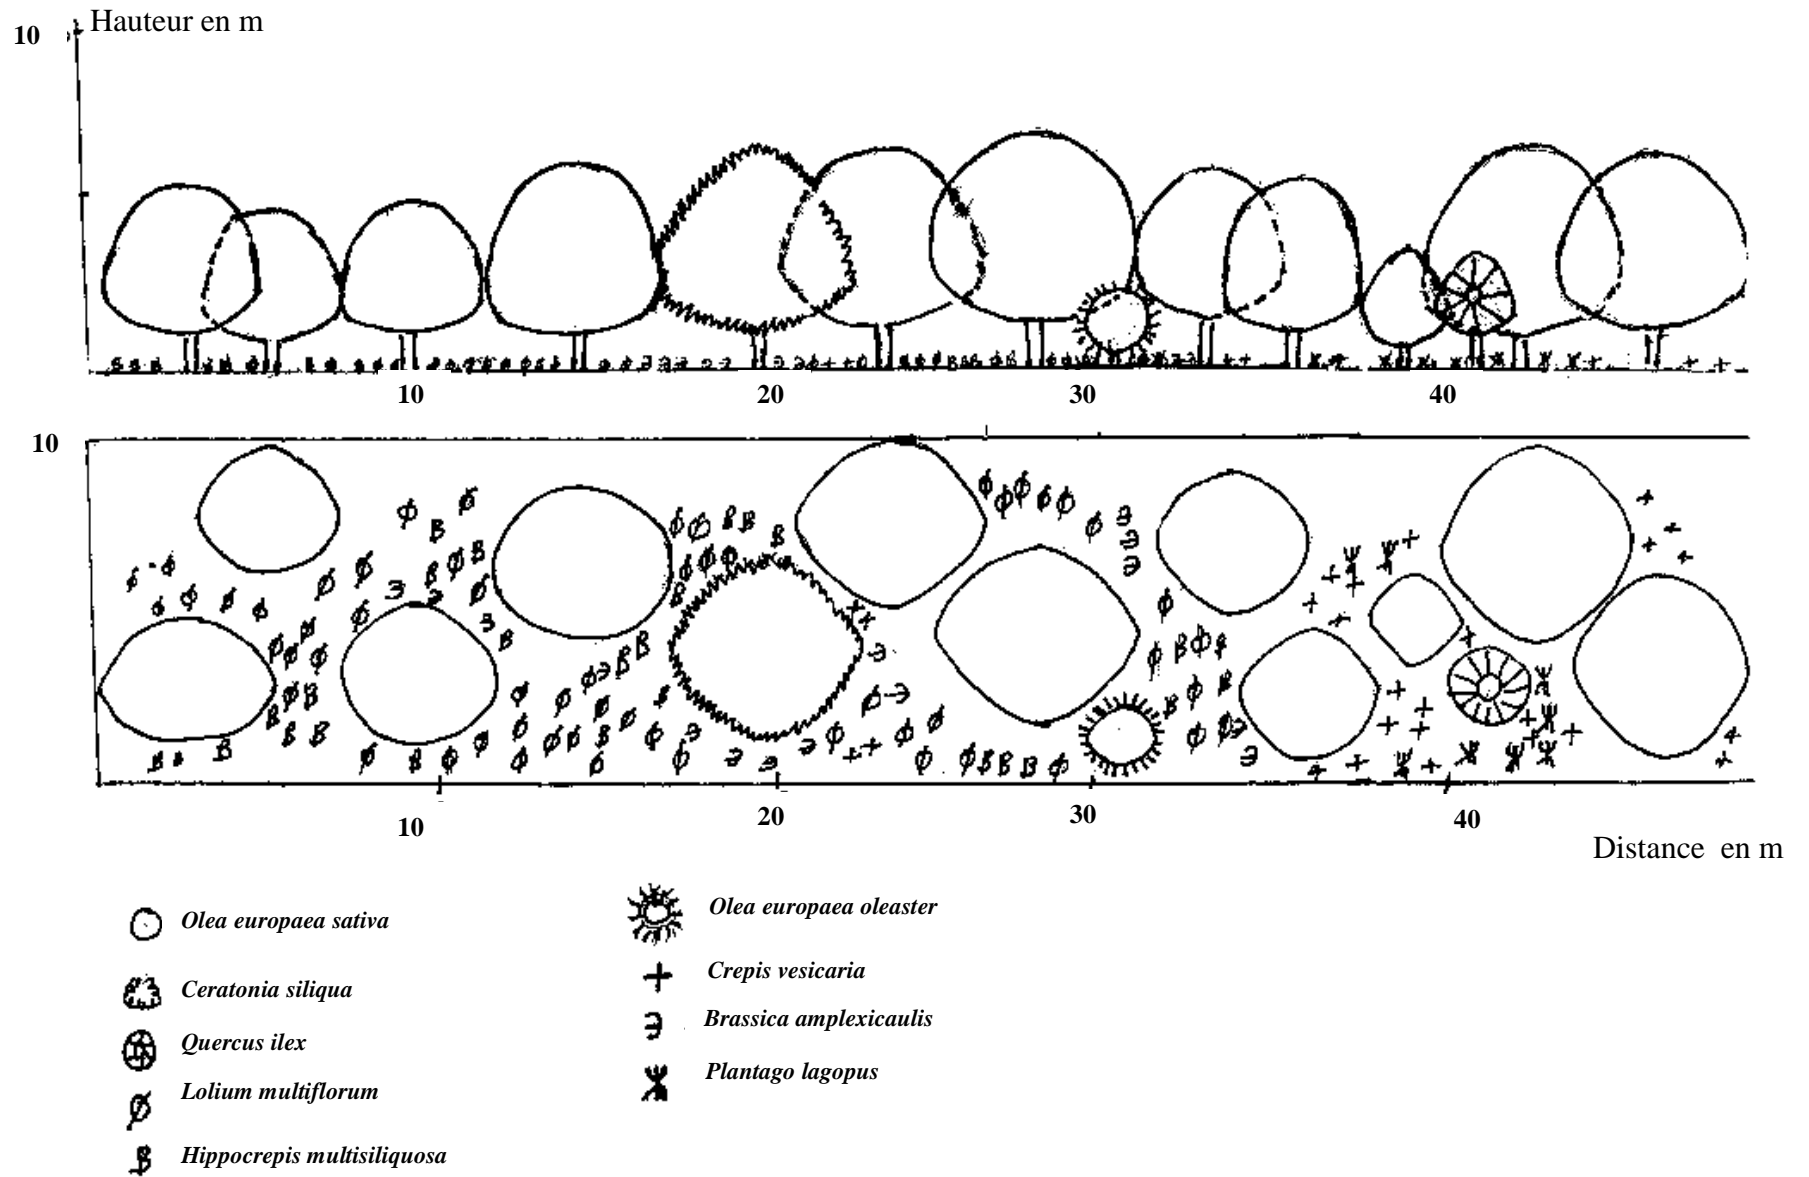 Hauteur en m
10
10 20 30 40
10
10 20 30 40
Distance en m
Olea europaea sativa
Ceratonia siliqua
Quercus ilex
Lolium multiflorum
Hippocrepis multisiliquosa
Olea europaea oleaster
Crepis vesicaria
Brassica amplexicaulis
Plantago lagopus